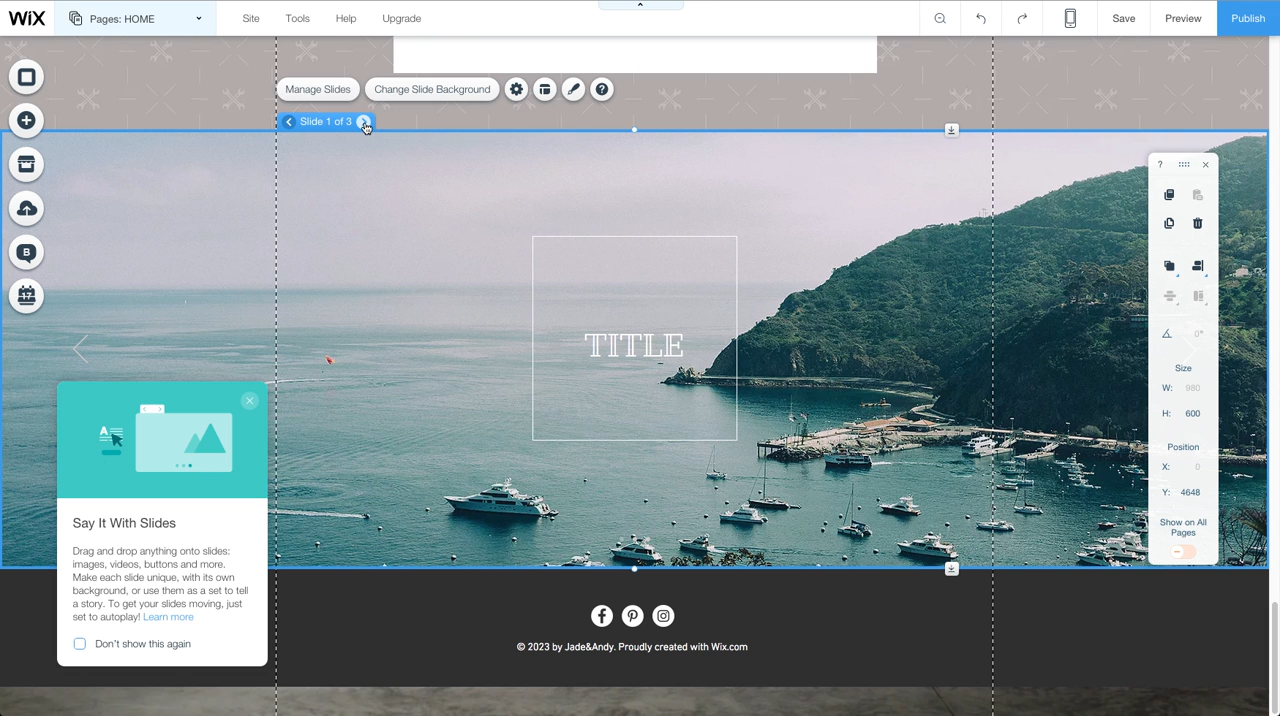 WiX
Pages: HOME
Site
Tools
Help
Upgrade
Save
Preview
Publish
Manage Slides
Change Slide Background
?
Slide 1 of 3
B
17
?
0°
Size
W: 980
H: 600
Position
X: 0
Y: 4648
Show on All
Pages
TITLE
A
Say It With Slides
Drag and drop anything onto slides:
images, videos, buttons and more.
Make each slide unique, with its own
background, or use them as a set to tell
a story. To get your slides moving, just
set to autoplay! Learn more
Don't show this again
© 2023 by Jade&Andy. Proudly created with Wix.com